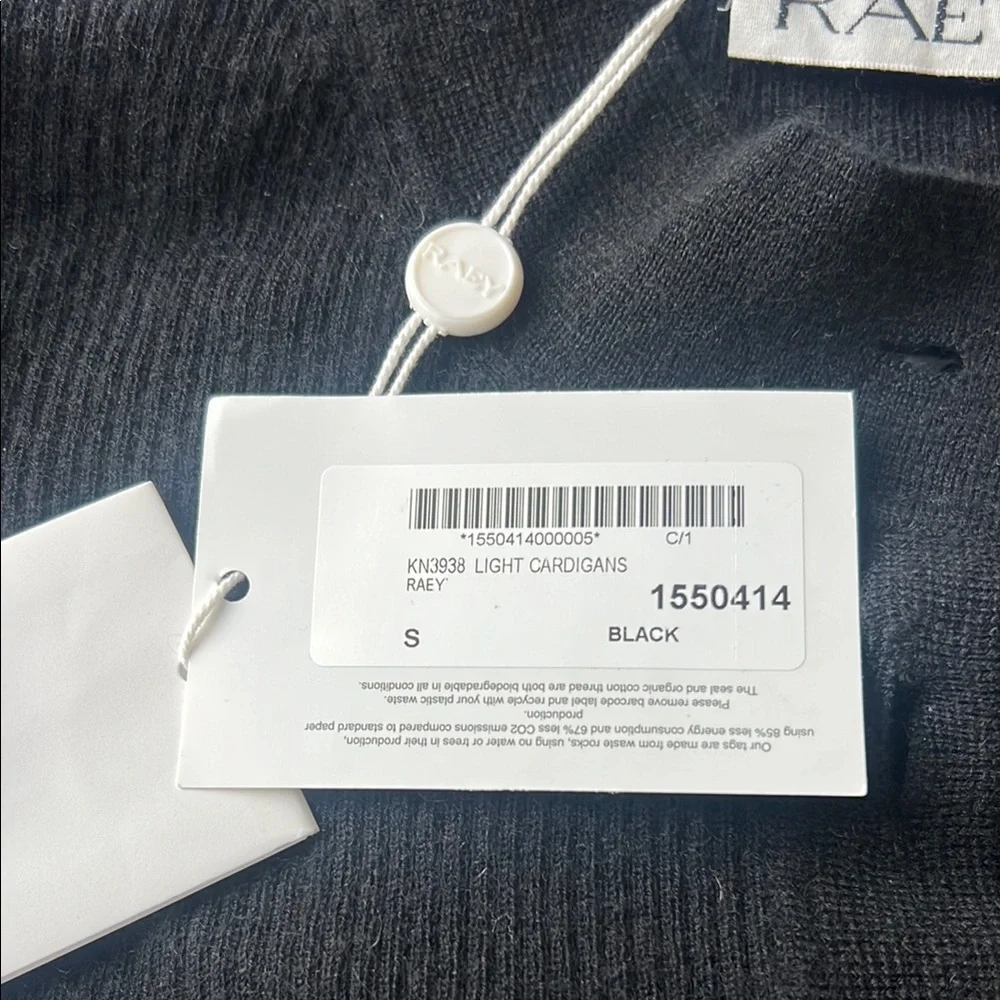 RAE
RAEY
*1550414000005* C/1
KN3938 LIGHT CARDIGANS
RAEY
1550414
S BLACK
Our tags are made from waste rocks, using no water or trees in their production,
using 85% less energy consumption and 67% less CO2 emissions compared to standard paper
production.
Please remove barcode label and recycle with your plastic waste.
The seal and organic cotton thread are both biodegradable in all conditions.